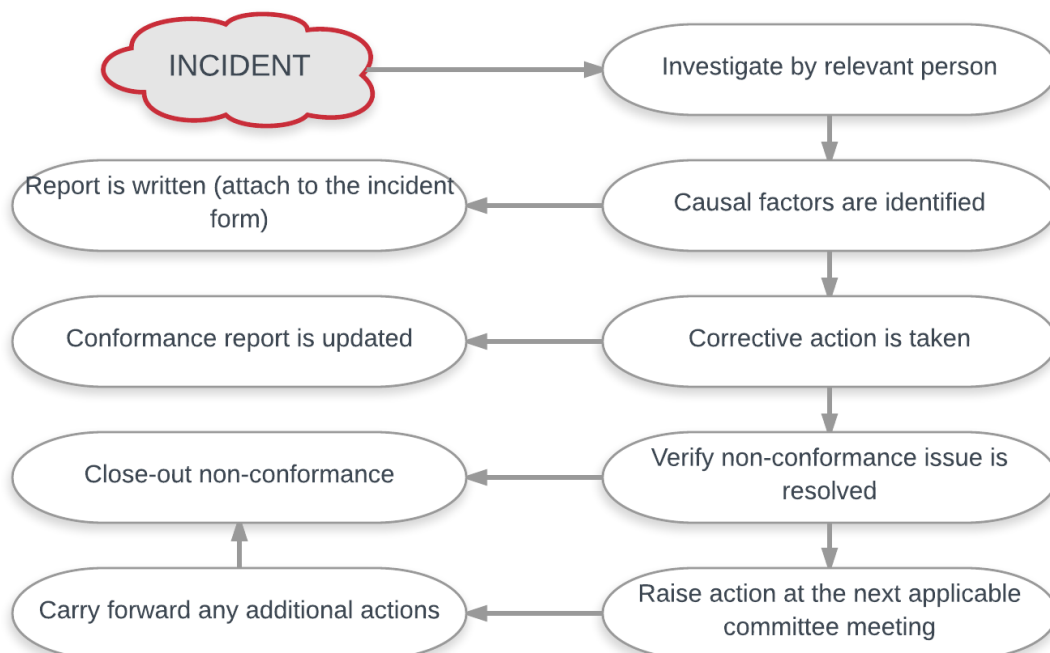 INCIDENT
Investigate by relevant person
Report is written (attach to the incident
form)
Causal factors are identified
Conformance report is updated
Corrective action is taken
Close-out non-conformance
Verify non-conformance issue is
resolved
Carry forward any additional actions
Raise action at the next applicable
committee meeting